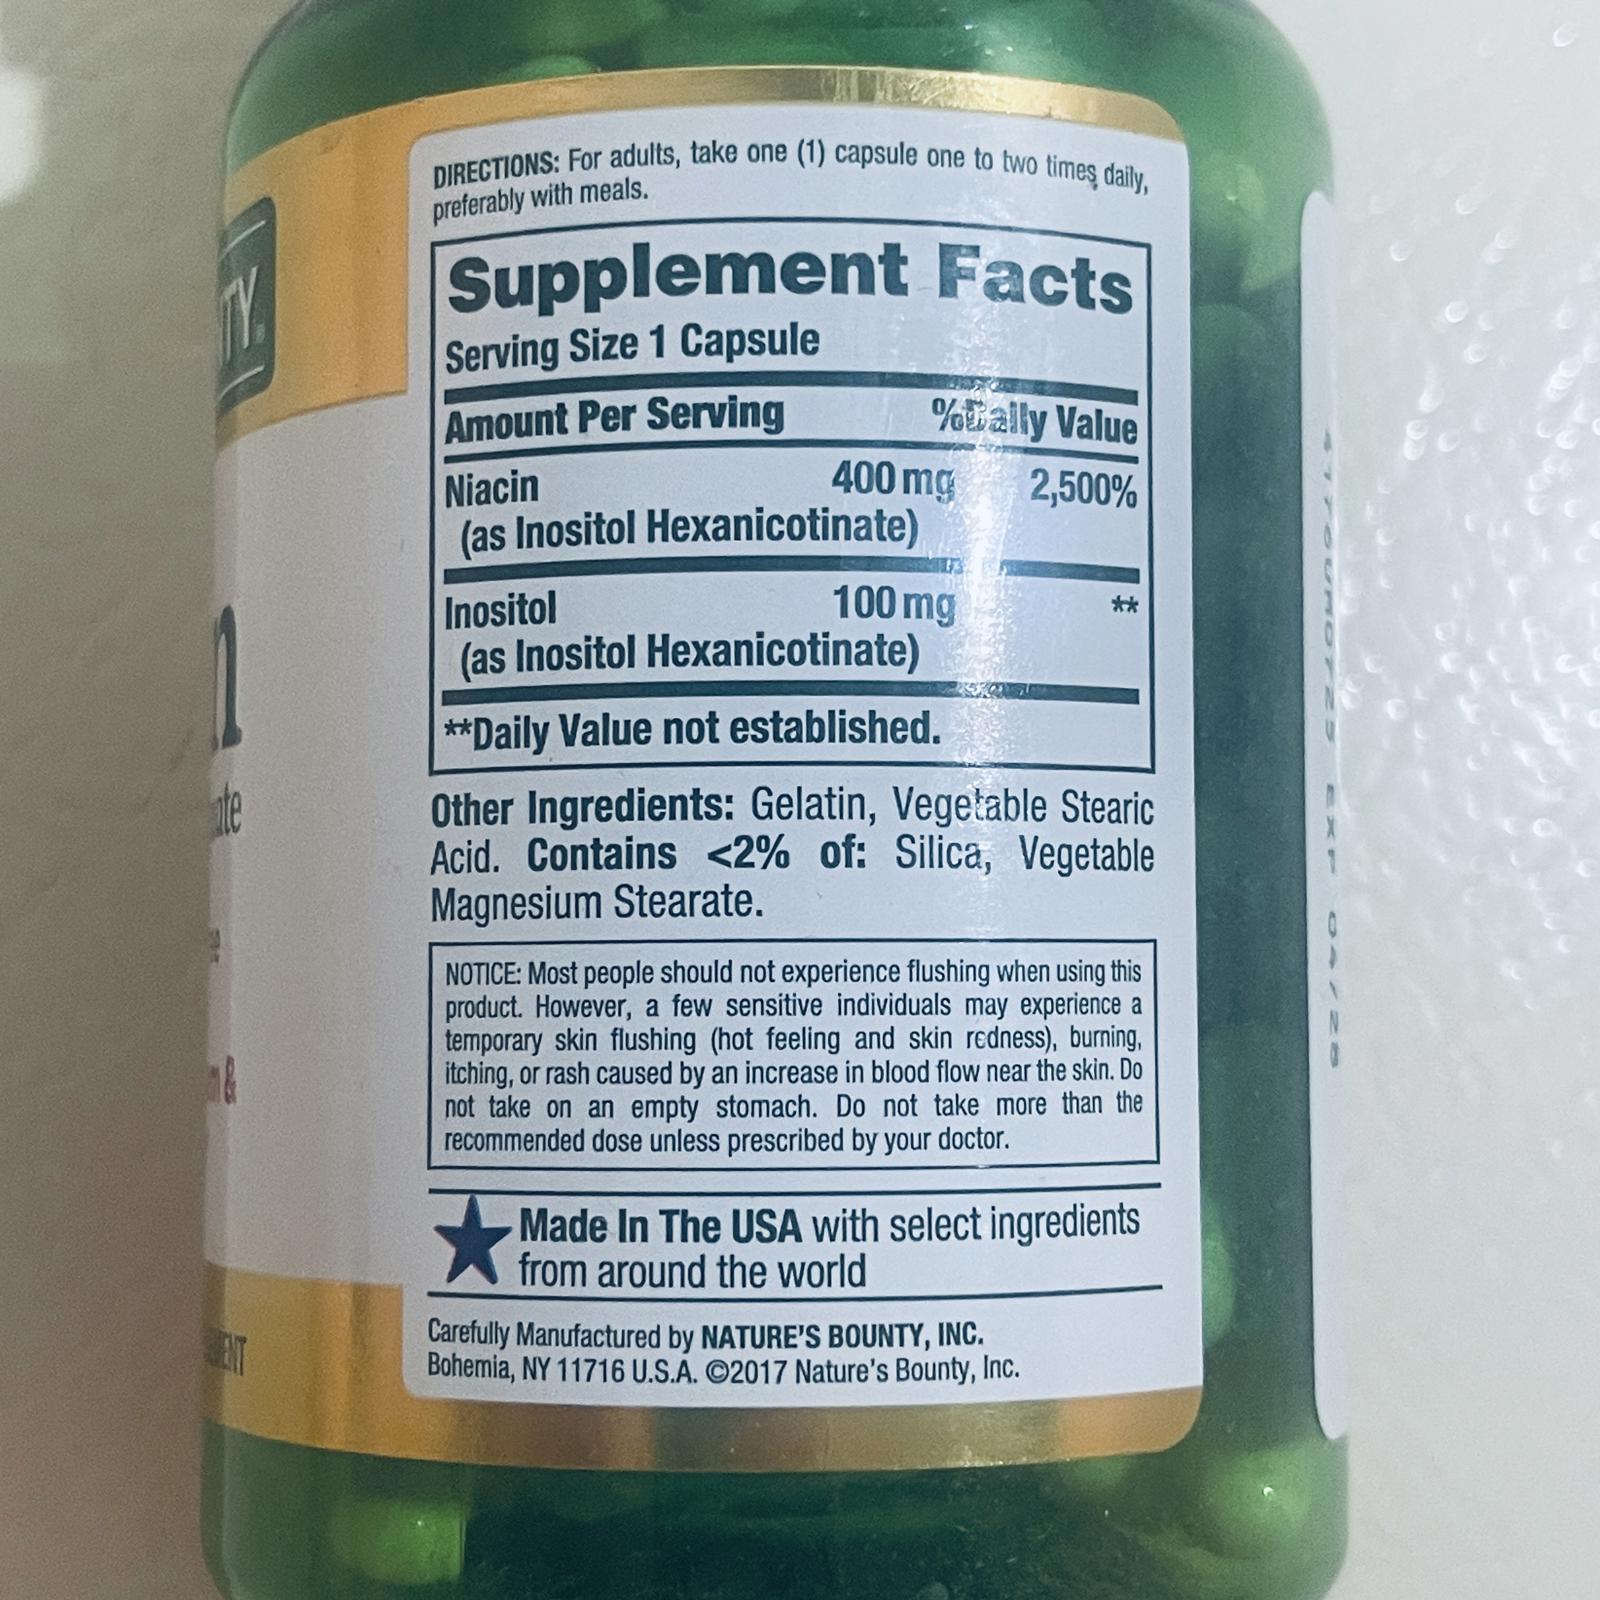 DIRECTIONS: For adults, take one (1) capsule one to two times daily,
preferably with meals.
Supplement Facts
Serving Size 1 Capsule
Amount Per Serving %Daily Value
Niacin 400 mg 2,500%
(as Inositol Hexanicotinate)
Inositol 100 mg **
(as Inositol Hexanicotinate)
**Daily Value not established.
Other Ingredients: Gelatin, Vegetable Stearic
Acid. Contains <2% of: Silica, Vegetable
Magnesium Stearate.
NOTICE: Most people should not experience flushing when using this
product. However, a few sensitive individuals may experience a
temporary skin flushing (hot feeling and skin redness), burning,
itching, or rash caused by an increase in blood flow near the skin. Do
not take on an empty stomach. Do not take more than the
recommended dose unless prescribed by your doctor.
Made In The USA with select ingredients
from around the world
Carefully Manufactured by NATURE'S BOUNTY, INC.
Bohemia, NY 11716 U.S.A. ©2017 Nature's Bounty, Inc.